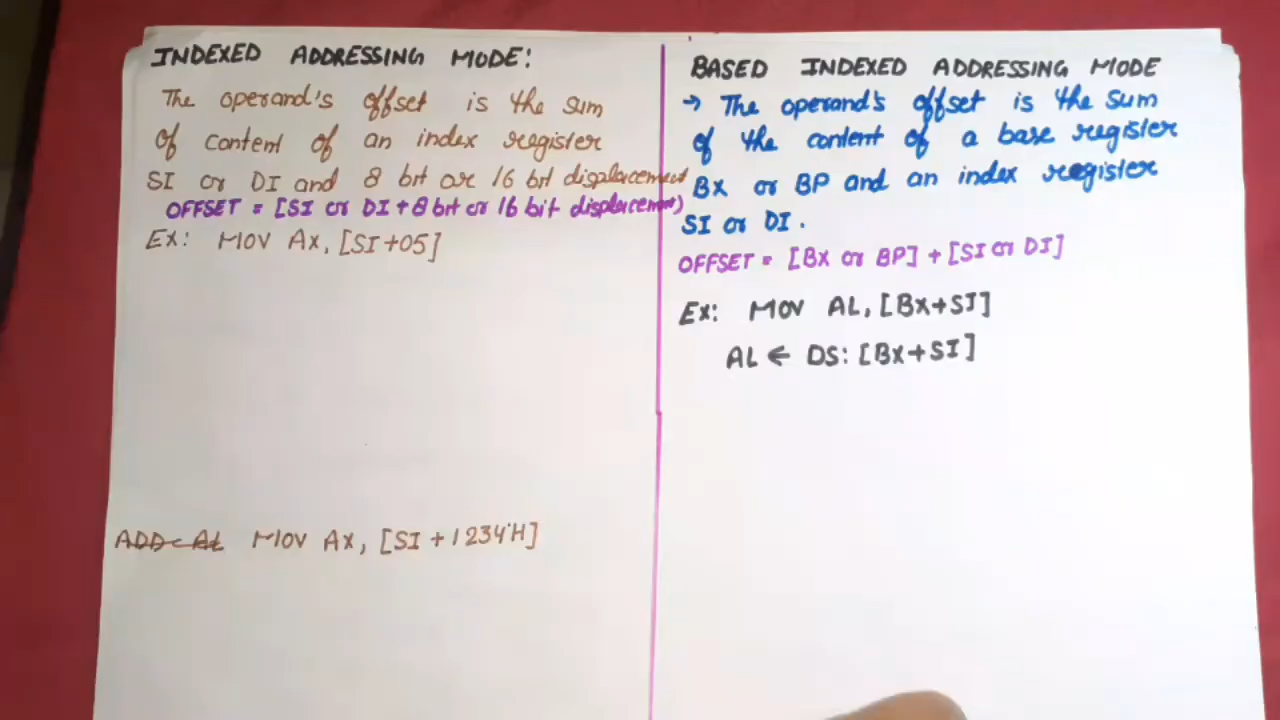 INDEXED ADDRESSING MODE:
The operand's offset is the sum
of content of an index register
SI or DI and 8 bit or 16 bit displacement
OFFSET = [SI or DI + 8 bit or 16 bit displacement)
Ex: MOV AX, [SI+05]
ADD AL MOV AX, [SI + 1234H]
BASED INDEXED ADDRESSING MODE
→ The operand's offset is the sum
of the content of a base register
BX or BP and an index register
SI or DI.
OFFSET = [BX or BP] + [SI or DI]
Ex: MOV AL, [BX+SI]
AL ← DS: [BX+SI]